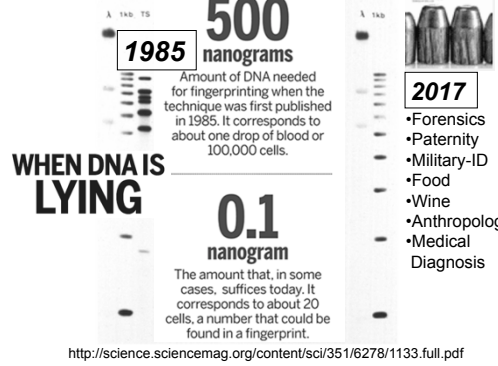 λ 1kb TS
1985
500
nanograms
Amount of DNA needed
for fingerprinting when the
technique was first published
in 1985. It corresponds to
about one drop of blood or
100,000 cells.
WHEN DNA IS
LYING
0.1
nanogram
The amount that, in some
cases, suffices today. It
corresponds to about 20
cells, a number that could be
found in a fingerprint.
λ 1kb
2017
•Forensics
•Paternity
•Military-ID
•Food
•Wine
•Anthropolog
•Medical
Diagnosis
http://science.sciencemag.org/content/sci/351/6278/1133.full.pdf